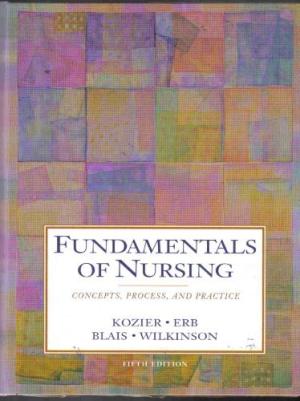 FUNDAMENTALS
OF NURSING
CONCEPTS, PROCESS, AND PRACTICE
KOZIER • ERB
BLAIS • WILKINSON
FIFTH EDITION